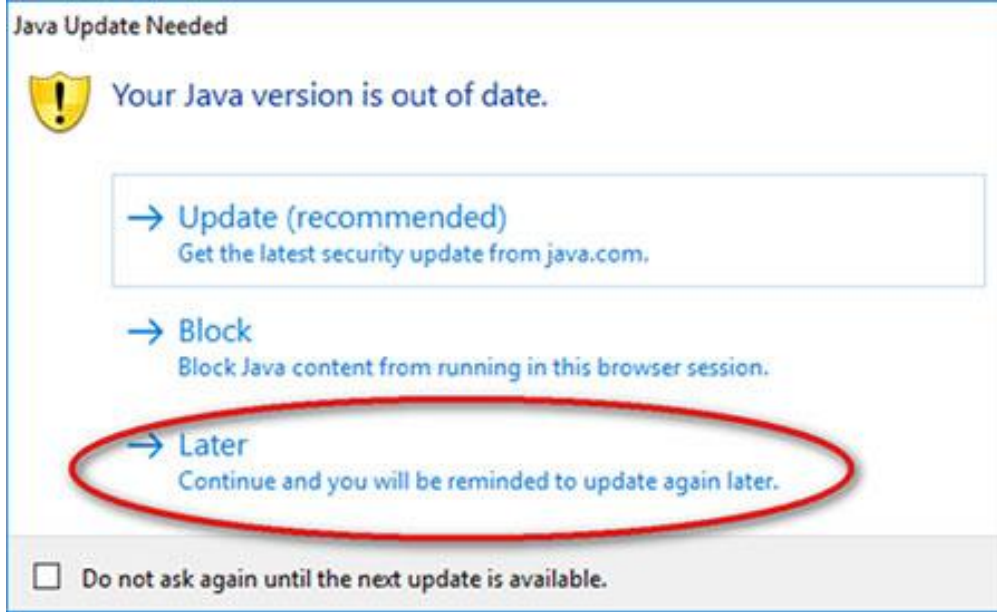 Java Update Needed
Your Java version is out of date.
Update (recommended)
Get the latest security update from java.com.
Block
Block Java content from running in this browser session.
Later
Continue and you will be reminded to update again later.
Do not ask again until the next update is available.